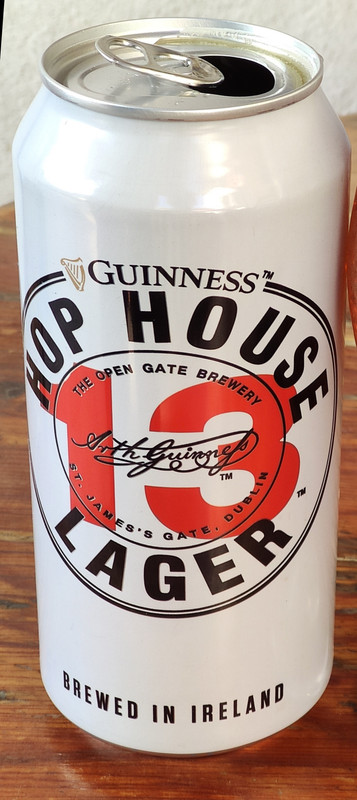 GUINNESS™
HOP HOUSE
THE OPEN GATE BREWERY
13
Arth Guinness
™
ST. JAMES'S GATE, DUBLIN
™
LAGER
BREWED IN IRELAND